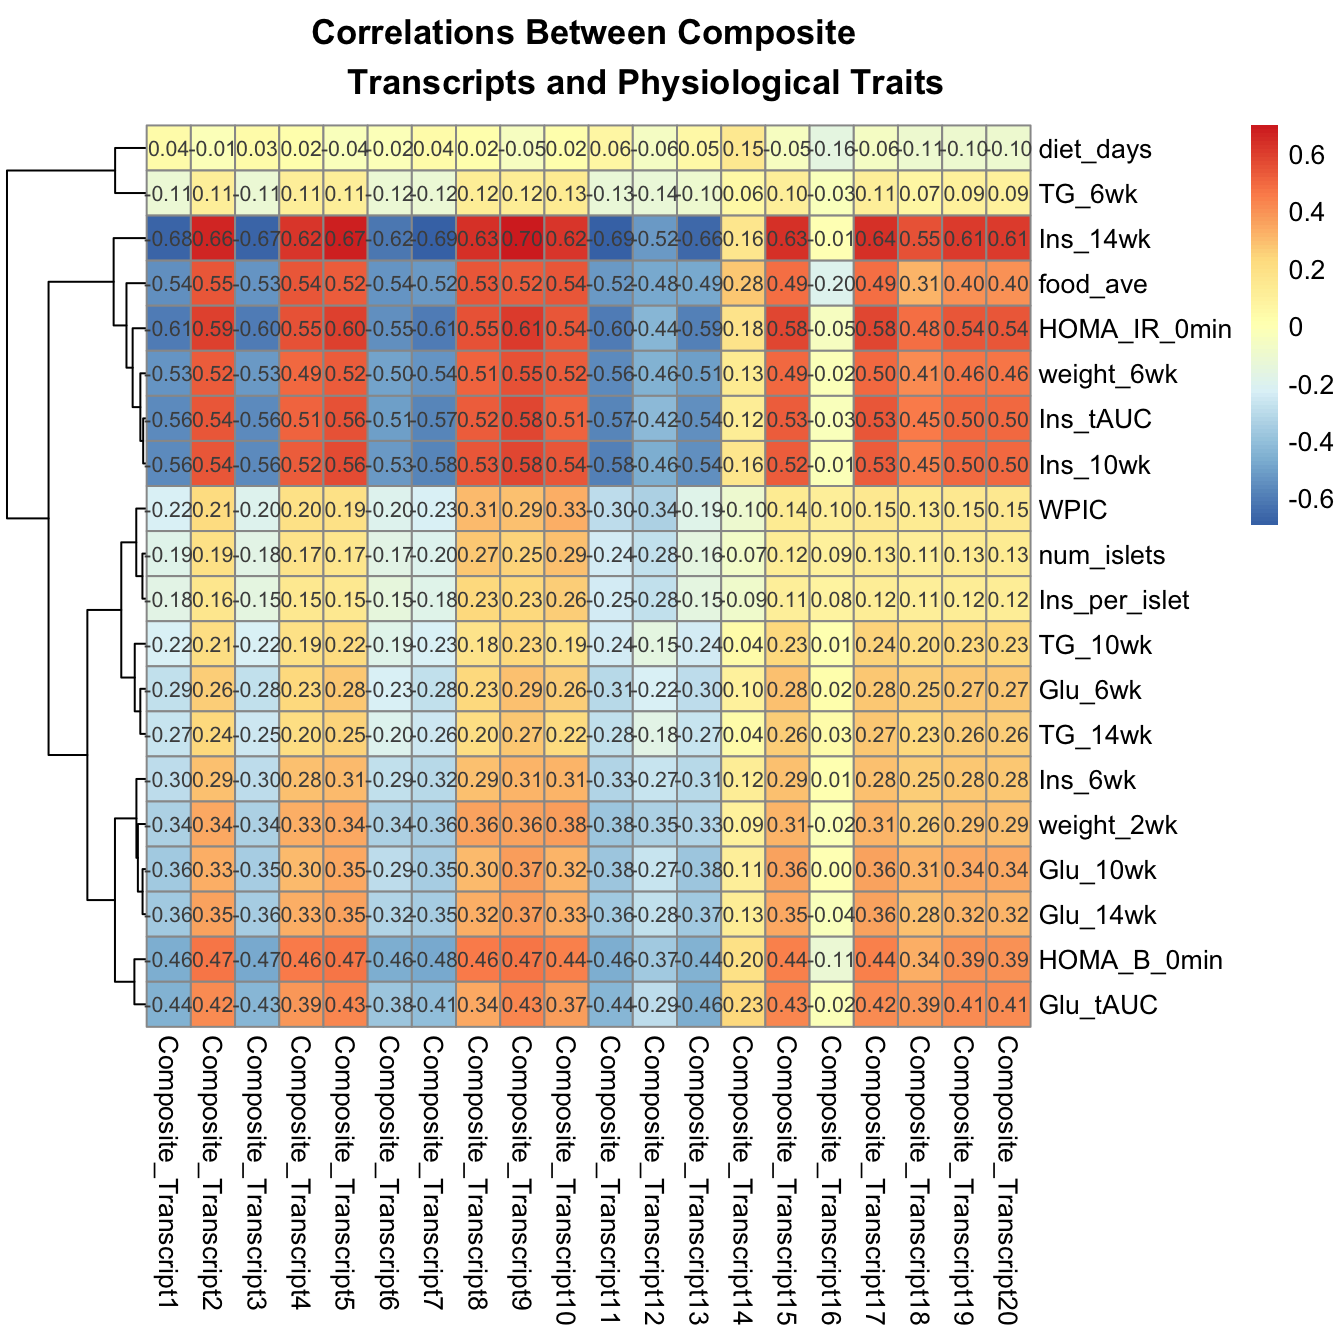 Correlations Between Composite
Transcripts and Physiological Traits
0.04 -0.01 0.03 0.02 -0.04 -0.02 0.04 0.02 -0.05 0.02 0.06 -0.06 0.05 0.15 -0.05 -0.16 -0.06 -0.11 -0.10 -0.10 diet_days
-0.11 0.11 -0.11 0.11 0.11 -0.12 -0.12 0.12 0.12 0.13 -0.13 -0.14 -0.10 0.06 0.10 -0.03 0.11 0.07 0.09 0.09 TG_6wk
-0.68 0.66 -0.67 0.62 0.67 -0.62 -0.69 0.63 0.70 0.62 -0.69 -0.52 -0.66 0.16 0.63 -0.01 0.64 0.55 0.61 0.61 Ins_14wk
-0.54 0.55 -0.53 0.54 0.52 -0.54 -0.52 0.53 0.52 0.54 -0.52 -0.48 -0.49 0.28 0.49 -0.20 0.49 0.31 0.40 0.40 food_ave
-0.61 0.59 -0.60 0.55 0.60 -0.55 -0.61 0.55 0.61 0.54 -0.60 -0.44 -0.59 0.18 0.58 -0.05 0.58 0.48 0.54 0.54 HOMA_IR_0min
-0.53 0.52 -0.53 0.49 0.52 -0.50 -0.54 0.51 0.55 0.52 -0.56 -0.46 -0.51 0.13 0.49 -0.02 0.50 0.41 0.46 0.46 weight_6wk
-0.56 0.54 -0.56 0.51 0.56 -0.51 -0.57 0.52 0.58 0.51 -0.57 -0.42 -0.54 0.12 0.53 -0.03 0.53 0.45 0.50 0.50 Ins_tAUC
-0.56 0.54 -0.56 0.52 0.56 -0.53 -0.58 0.53 0.58 0.54 -0.58 -0.46 -0.54 0.16 0.52 -0.01 0.53 0.45 0.50 0.50 Ins_10wk
-0.22 0.21 -0.20 0.20 0.19 -0.20 -0.23 0.31 0.29 0.33 -0.30 -0.34 -0.19 -0.10 0.14 0.10 0.15 0.13 0.15 0.15 WPIC
-0.19 0.19 -0.18 0.17 0.17 -0.17 -0.20 0.27 0.25 0.29 -0.24 -0.28 -0.16 -0.07 0.12 0.09 0.13 0.11 0.13 0.13 num_islets
-0.18 0.16 -0.15 0.15 0.15 -0.15 -0.18 0.23 0.23 0.26 -0.25 -0.28 -0.15 -0.09 0.11 0.08 0.12 0.11 0.12 0.12 Ins_per_islet
-0.22 0.21 -0.22 0.19 0.22 -0.19 -0.23 0.18 0.23 0.19 -0.24 -0.15 -0.24 0.04 0.23 0.01 0.24 0.20 0.23 0.23 TG_10wk
-0.29 0.26 -0.28 0.23 0.28 -0.23 -0.28 0.23 0.29 0.26 -0.31 -0.22 -0.30 0.10 0.28 0.02 0.28 0.25 0.27 0.27 Glu_6wk
-0.27 0.24 -0.25 0.20 0.25 -0.20 -0.26 0.20 0.27 0.22 -0.28 -0.18 -0.27 0.04 0.26 0.03 0.27 0.23 0.26 0.26 TG_14wk
-0.30 0.29 -0.30 0.28 0.31 -0.29 -0.32 0.29 0.31 0.31 -0.33 -0.27 -0.31 0.12 0.29 0.01 0.28 0.25 0.28 0.28 Ins_6wk
-0.34 0.34 -0.34 0.33 0.34 -0.34 -0.36 0.36 0.36 0.38 -0.38 -0.35 -0.33 0.09 0.31 -0.02 0.31 0.26 0.29 0.29 weight_2wk
-0.36 0.33 -0.35 0.30 0.35 -0.29 -0.35 0.30 0.37 0.32 -0.38 -0.27 -0.38 0.11 0.36 0.00 0.36 0.31 0.34 0.34 Glu_10wk
-0.36 0.35 -0.36 0.33 0.35 -0.32 -0.35 0.32 0.37 0.33 -0.36 -0.28 -0.37 0.13 0.35 -0.04 0.36 0.28 0.32 0.32 Glu_14wk
-0.46 0.47 -0.47 0.46 0.47 -0.46 -0.48 0.46 0.47 0.44 -0.46 -0.37 -0.44 0.20 0.44 -0.11 0.44 0.34 0.39 0.39 HOMA_B_0min
-0.44 0.42 -0.43 0.39 0.43 -0.38 -0.41 0.34 0.43 0.37 -0.44 -0.29 -0.46 0.23 0.43 -0.02 0.42 0.39 0.41 0.41 Glu_tAUC
Composite_Transcript1
Composite_Transcript2
Composite_Transcript3
Composite_Transcript4
Composite_Transcript5
Composite_Transcript6
Composite_Transcript7
Composite_Transcript8
Composite_Transcript9
Composite_Transcript10
Composite_Transcript11
Composite_Transcript12
Composite_Transcript13
Composite_Transcript14
Composite_Transcript15
Composite_Transcript16
Composite_Transcript17
Composite_Transcript18
Composite_Transcript19
Composite_Transcript20
0.6
0.4
0.2
0
-0.2
-0.4
-0.6